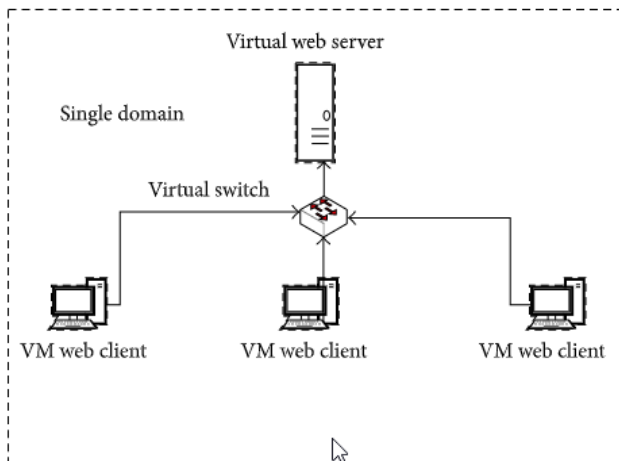 Virtual web server
Single domain
Virtual switch
VM web client
VM web client
VM web client